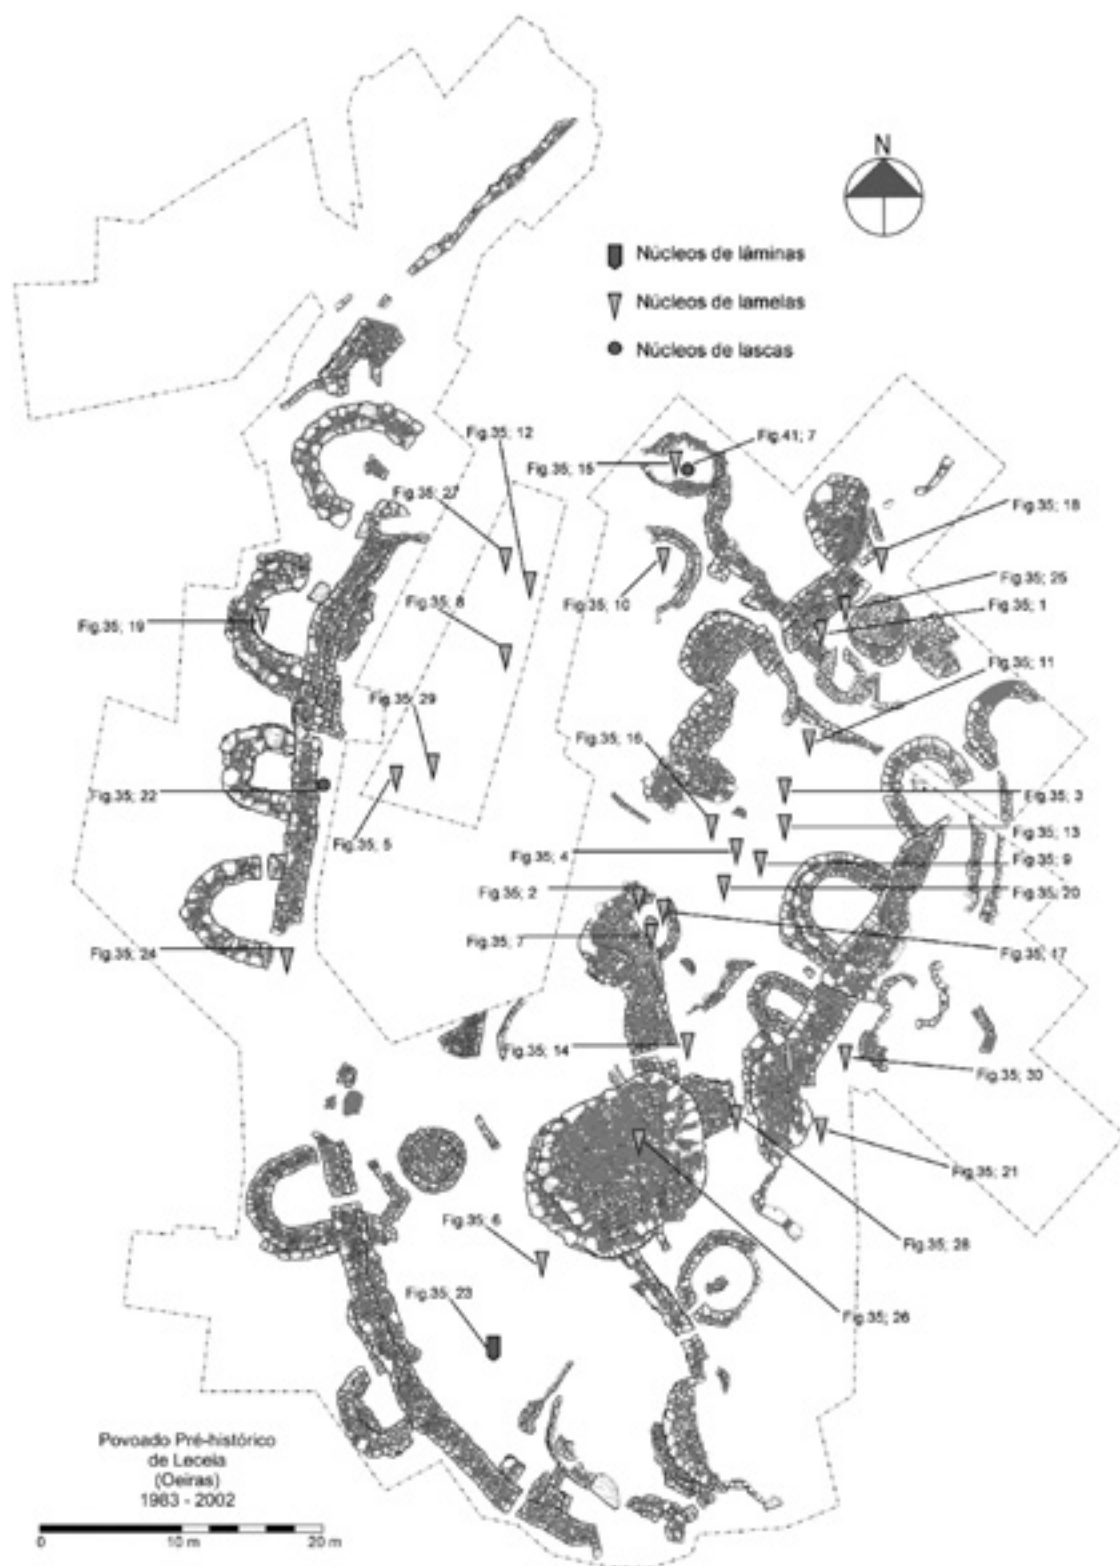 N
Núcleos de lâminas
Núcleos de lamelas
Núcleos de lascas
Fig.35; 12
Fig.41; 7
Fig.35; 15
Fig.35; 27
Fig.35; 18
Fig.35; 25
Fig.35; 8
Fig.35; 10
Fig.35; 1
Fig.35; 19
Fig.35; 11
Fig.35; 29
Fig.35; 16
Fig.35; 22
Fig.35; 3
Fig.35; 13
Fig.35; 5
Fig.35; 4
Fig.35; 9
Fig.35; 2
Fig.35; 20
Fig.35; 7
Fig.35; 24
Fig.35; 17
Fig.35; 14
Fig.35; 30
Fig.35; 21
Fig.35; 6
Fig.35; 28
Fig.35; 23
Fig.35; 26
Povoado Pré-histórico
de Leceia
(Oeiras)
1983 - 2002
0 10 m 20 m